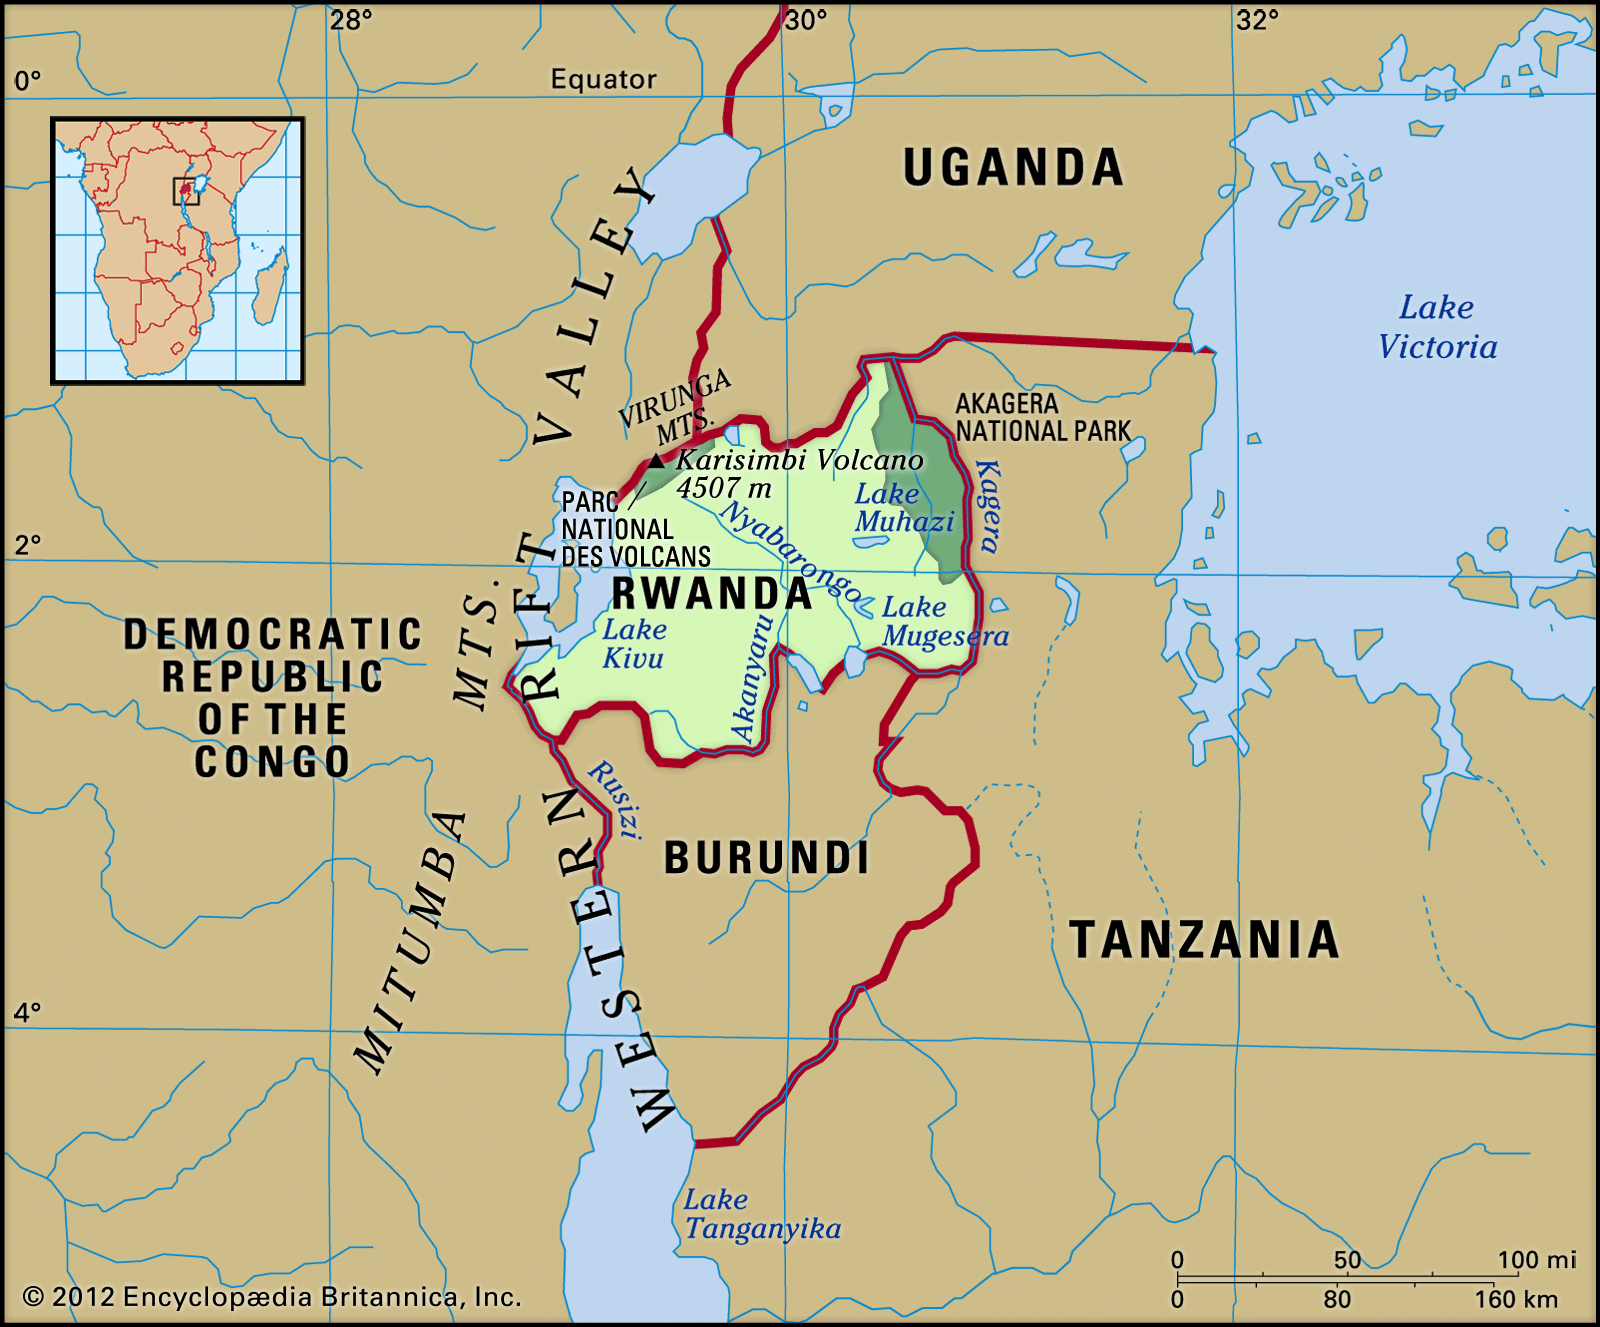 28°
30°
32°
0°
Equator
UGANDA
WESTERN RIFT VALLEY
Lake
Victoria
VIRUNGA
MTS.
AKAGERA
NATIONAL PARK
Karisimbi Volcano
4507 m
PARC
NATIONAL
DES VOLCANS
Lake
Muhazi
Kagera
Nyabarongo
2°
RWANDA
Lake
Mugesera
Lake
Kivu
Akanyaru
DEMOCRATIC
REPUBLIC
OF THE
CONGO
MITUMBA MTS.
Rusizi
BURUNDI
TANZANIA
4°
Lake
Tanganyika
0 50 100 mi
0 80 160 km
© 2012 Encyclopædia Britannica, Inc.